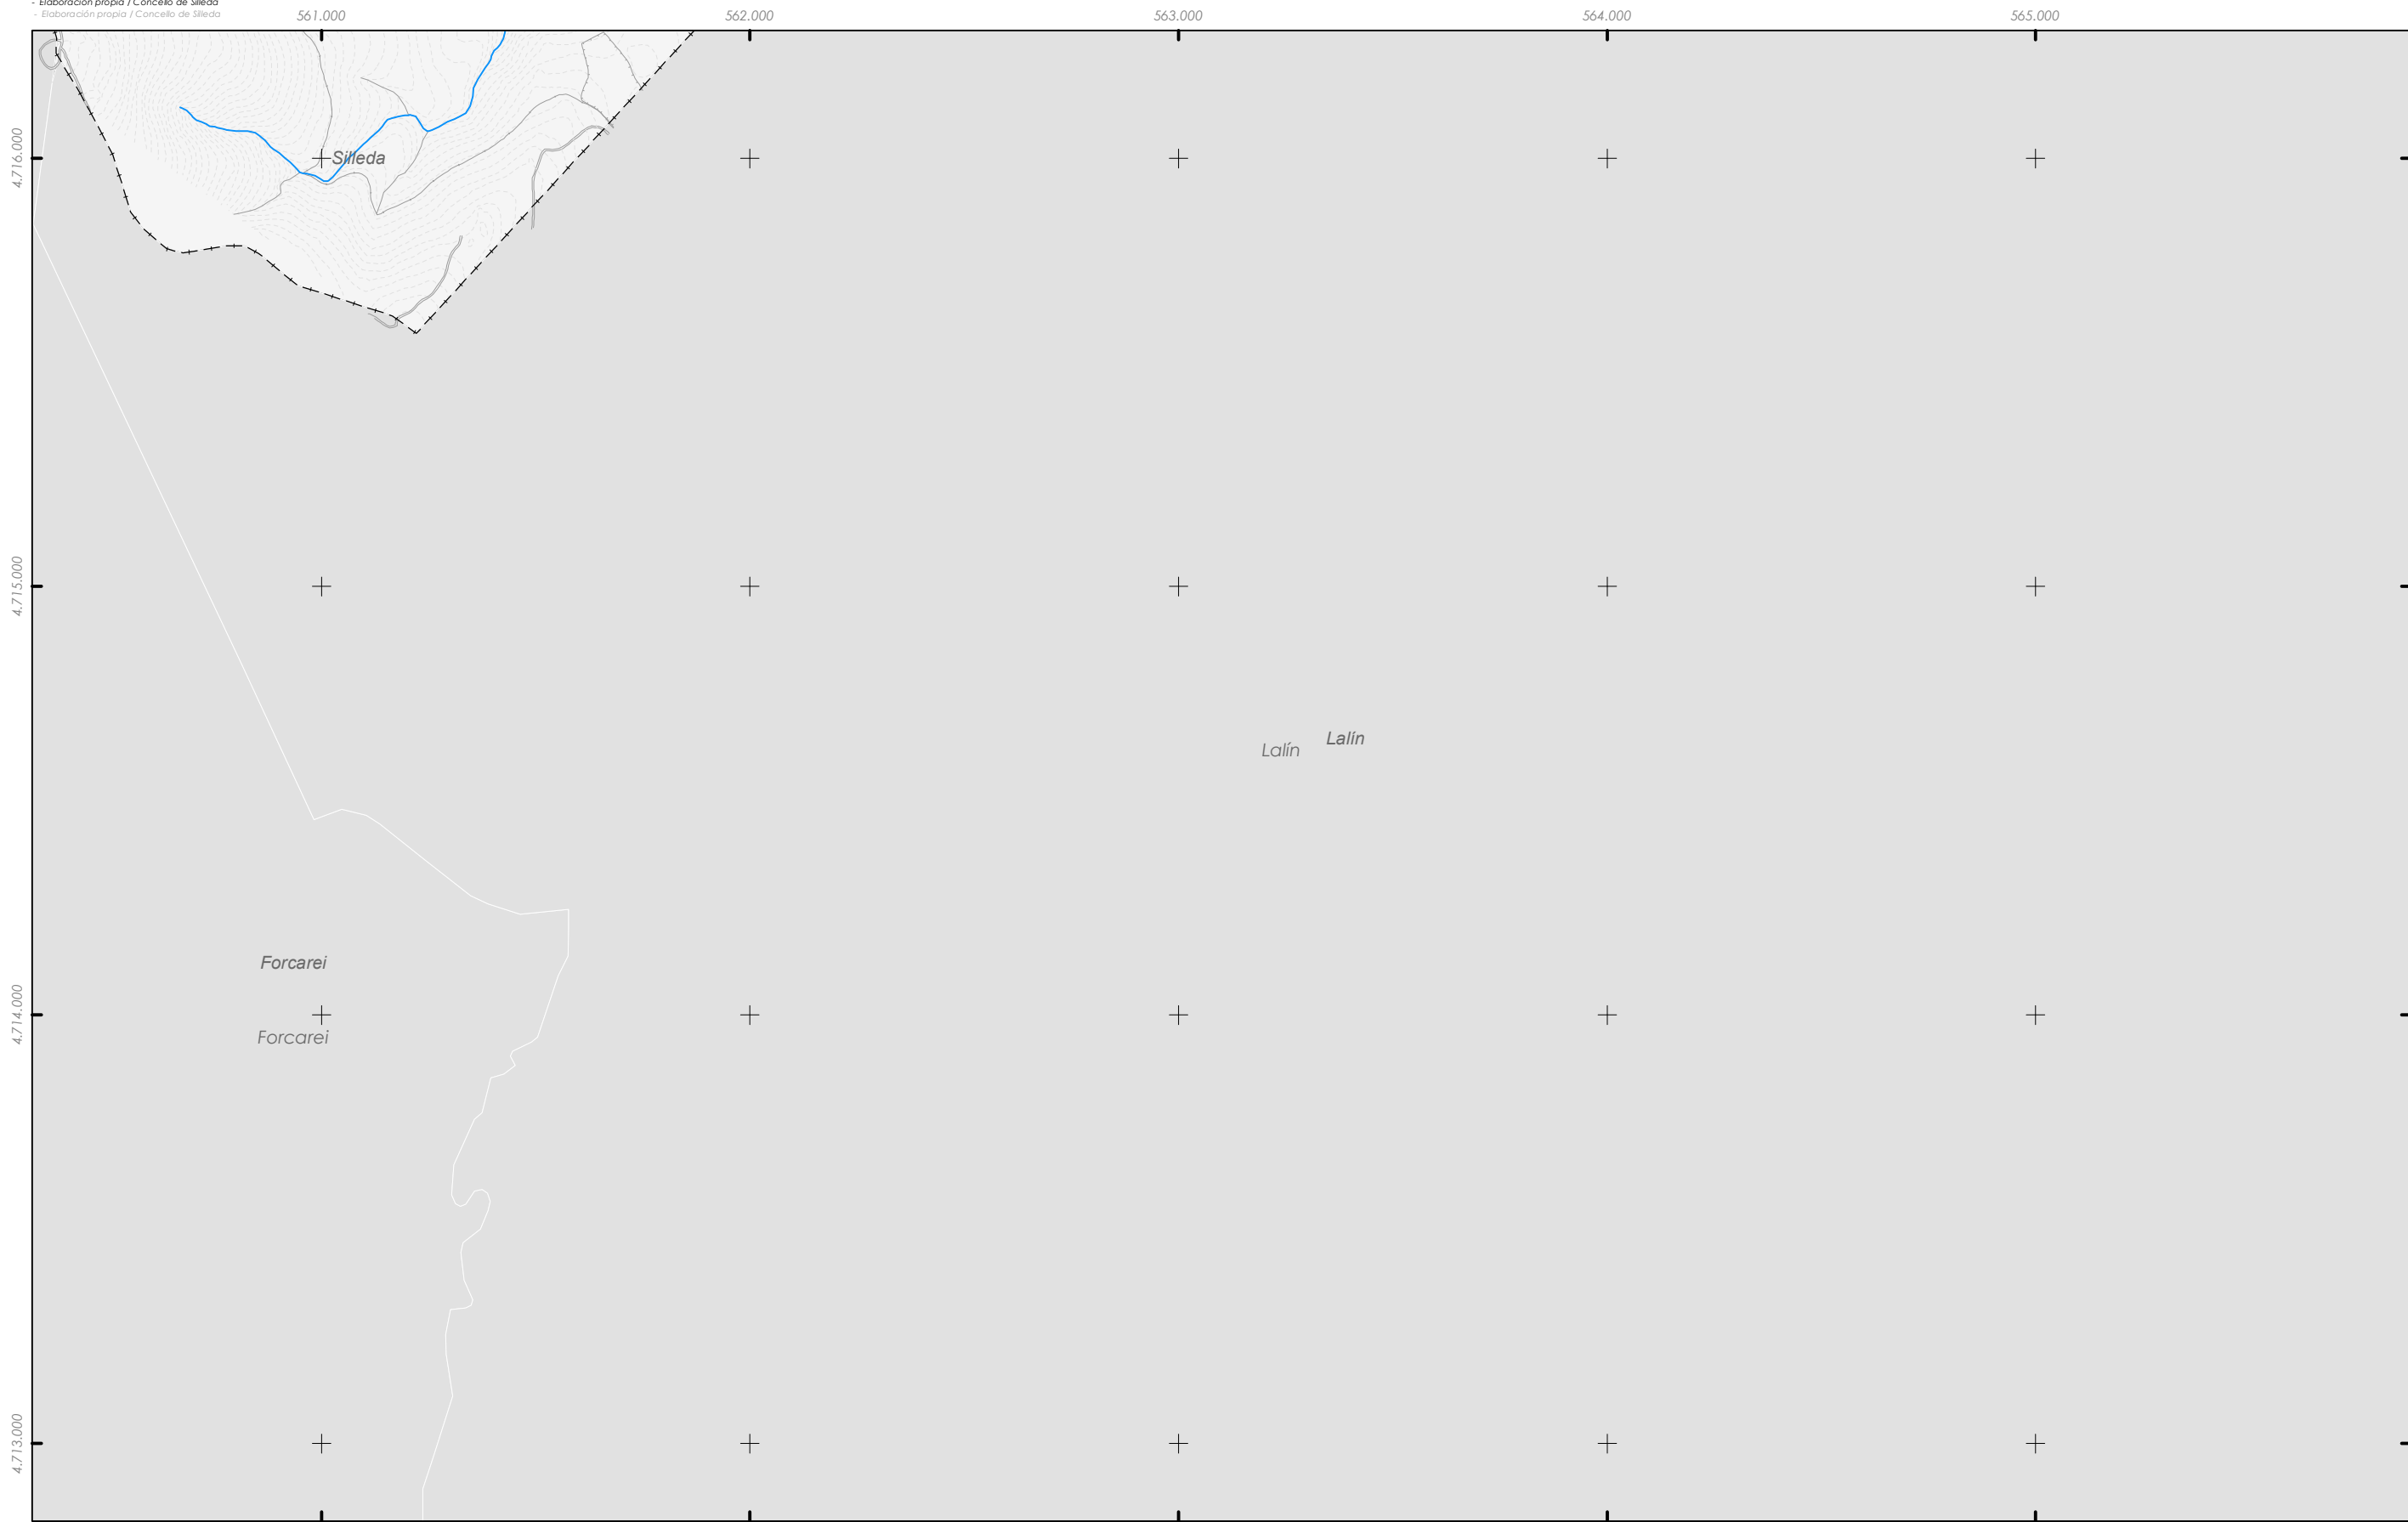 - Elaboración propia / Concello de Silleda
- Elaboración propia / Concello de Silleda
561.000 562.000 563.000 564.000 565.000
4.716.000
Silleda
4.715.000
Lalín
Lalín
Forcarei
4.714.000
Forcarei
4.713.000